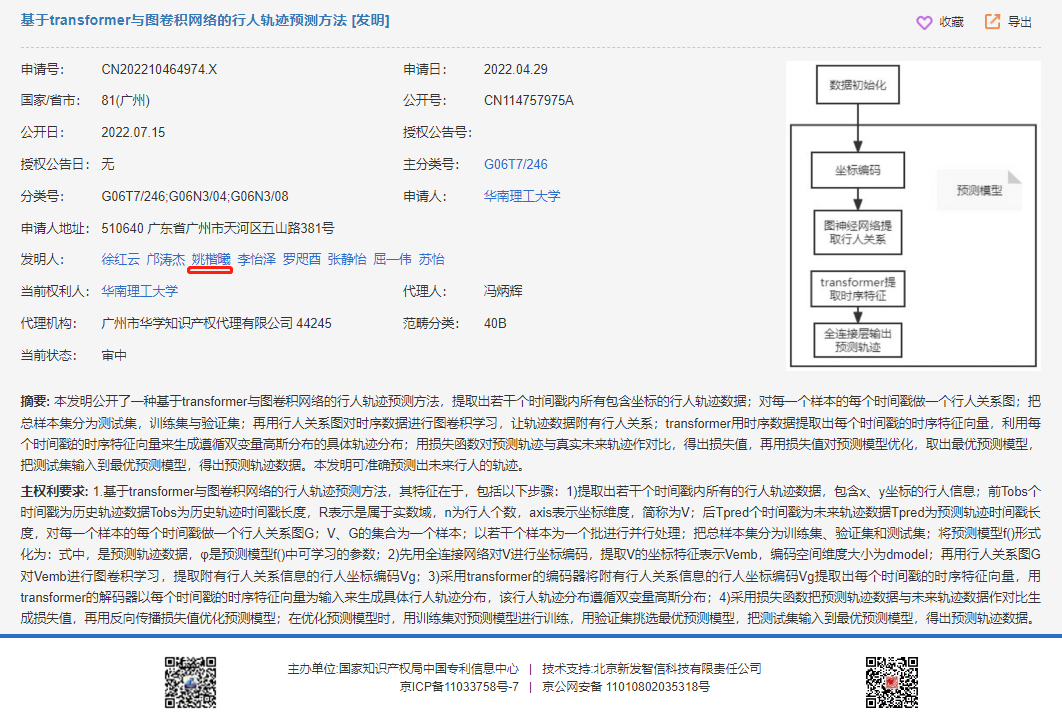 基于transformer与图卷积网络的行人轨迹预测方法 [发明]
收藏 导出
申请号： CN202210464974.X 申请日： 2022.04.29
国家/省市： 81(广州) 公开号： CN114757975A
公开日： 2022.07.15 授权公告号：
授权公告日： 无 主分类号： G06T7/246
分类号： G06T7/246;G06N3/04;G06N3/08 申请人： 华南理工大学
申请人地址： 510640 广东省广州市天河区五山路381号
发明人： 徐红云 邝涛杰 姚楷曦 李怡泽 罗咫酉 张静怡 屈一伟 苏怡
当前权利人： 华南理工大学 代理人： 冯炳辉
代理机构： 广州市华学知识产权代理有限公司 44245 范畴分类： 40B
当前状态： 审中
数据初始化
坐标编码
预测模型
图神经网络提
取行人关系
transformer提
取时序特征
全连接层输出
预测轨迹
摘要: 本发明公开了一种基于transformer与图卷积网络的行人轨迹预测方法，提取出若干个时间戳内所有包含坐标的行人轨迹数据；对每一个样本的每个时间戳做一个行人关系图；把
总样本集分为测试集，训练集与验证集；再用行人关系图对时序数据进行图卷积学习，让轨迹数据附有行人关系；transformer用时序数据提取出每个时间戳的时序特征向量，利用每
个时间戳的时序特征向量来生成遵循双变量高斯分布的具体轨迹分布；用损失函数对预测轨迹与真实未来轨迹作对比，得出损失值，再用损失值对预测模型优化，取出最优预测模型，
把测试集输入到最优预测模型，得出预测轨迹数据。本发明可准确预测出未来行人的轨迹。
主权利要求: 1.基于transformer与图卷积网络的行人轨迹预测方法，其特征在于，包括以下步骤：1)提取出若干个时间戳内所有的行人轨迹数据，包含x、y坐标的行人信息；前Tobs个
时间戳为历史轨迹数据Tobs为历史轨迹时间戳长度，R表示是属于实数域，n为行人个数，axis表示坐标维度，简称为V；后Tpred个时间戳为未来轨迹数据Tpred为预测轨迹时间戳长
度，对每一个样本的每个时间戳做一个行人关系图G；V、G的集合为一个样本；以若干个样本为一个批进行并行处理；把总样本集分为训练集、验证集和测试集；将预测模型f()形式
化为：式中，是预测轨迹数据，φ是预测模型f()中可学习的参数；2)先用全连接网络对V进行坐标编码，提取V的坐标特征表示Vemb，编码空间维度大小为dmodel；再用行人关系图G
对Vemb进行图卷积学习，提取附有行人关系信息的行人坐标编码Vg；3)采用transformer的编码器将附有行人关系信息的行人坐标编码Vg提取出每个时间戳的时序特征向量，用
transformer的解码器以每个时间戳的时序特征向量为输入来生成具体行人轨迹分布，该行人轨迹分布遵循双变量高斯分布；4)采用损失函数把预测轨迹数据与未来轨迹数据作对比生
成损失值，再用反向传播损失值优化预测模型；在优化预测模型时，用训练集对预测模型进行训练，用验证集挑选最优预测模型，把测试集输入到最优预测模型，得出预测轨迹数据。
主办单位:国家知识产权局中国专利信息中心 | 技术支持:北京新发智信科技有限责任公司
京ICP备11033758号-7 | 京公网安备 11010802035318号